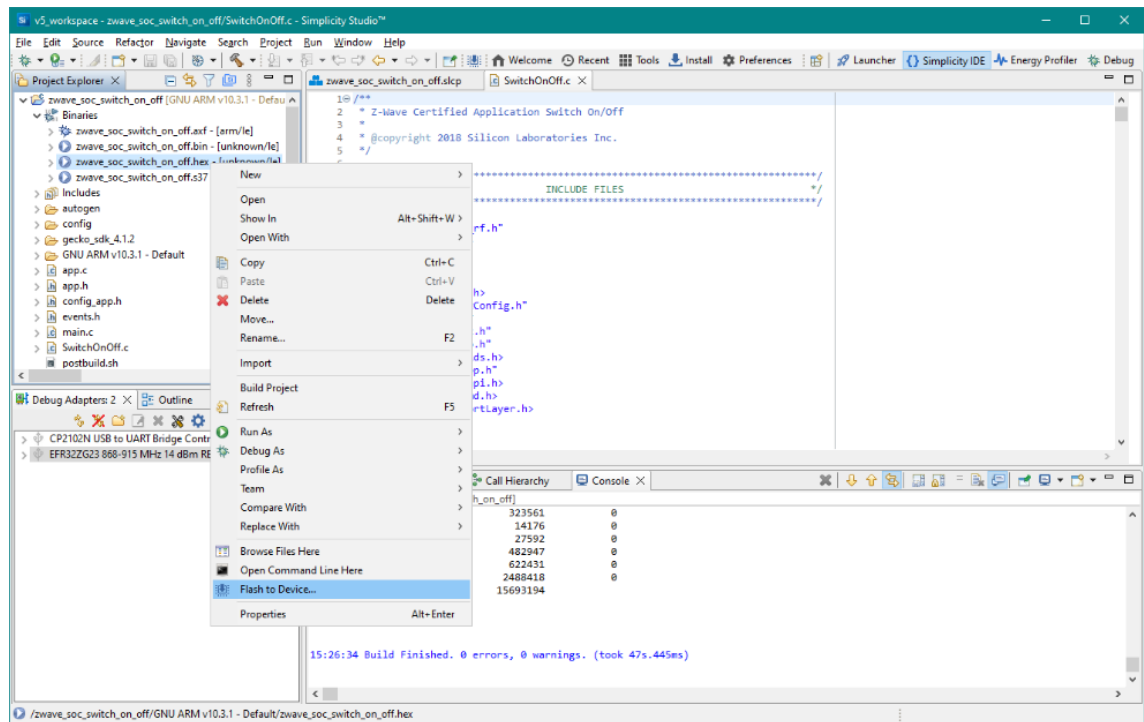 v5_workspace - zwave_soc_switch_on_off/SwitchOnOff.c - Simplicity Studio™
File Edit Source Refactor Navigate Search Project Run Window Help
Welcome Recent Tools Install Preferences Launcher {} Simplicity IDE Energy Profiler Debug
Project Explorer
zwave_soc_switch_on_off.slcp SwitchOnOff.c
zwave_soc_switch_on_off [GNU ARM v10.3.1 - Defau
Binaries
zwave_soc_switch_on_off.axf - [arm/le]
zwave_soc_switch_on_off.bin - [unknown/le]
zwave_soc_switch_on_off.hex - [unknown/le]
zwave_soc_switch_on_off.s37
Includes
autogen
config
gecko_sdk_4.1.2
GNU ARM v10.3.1 - Default
app.c
app.h
config_app.h
events.h
main.c
SwitchOnOff.c
postbuild.sh
1 /**
2 * Z-Wave Certified Application Switch On/Off
3 *
4 * @copyright 2018 Silicon Laboratories Inc.
5 */
INCLUDE FILES */
rf.h"
h>
Config.h"
.h"
.h"
ds.h>
p.h"
pi.h>
d.h>
rtLayer.h>
New
Open
Show In Alt+Shift+W
Open With
Copy Ctrl+C
Paste Ctrl+V
Delete Delete
Move...
Rename... F2
Import
Build Project
Refresh F5
Run As
Debug As
Profile As
Team
Compare With
Replace With
Browse Files Here
Open Command Line Here
Flash to Device...
Properties Alt+Enter
Debug Adapters: 2 Outline
CP2102N USB to UART Bridge Contr
EFR32ZG23 868-915 MHz 14 dBm RE
Call Hierarchy Console
h_on_off]
323561 0
14176 0
27592 0
482947 0
622431 0
2488418 0
15693194
15:26:34 Build Finished. 0 errors, 0 warnings. (took 47s.445ms)
/zwave_soc_switch_on_off/GNU ARM v10.3.1 - Default/zwave_soc_switch_on_off.hex